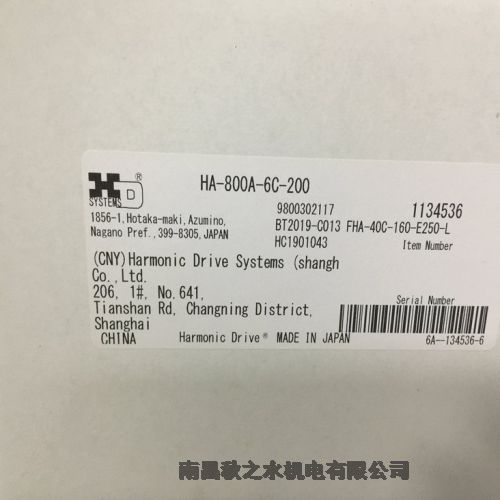 HA-800A-6C-200
HD®
SYSTEMS
1856-1, Hotaka-maki, Azumino,
Nagano Pref., 399-8305, JAPAN
9800302117
1134536
BT2019-C013 FHA-40C-160-E250-L
HC1901043
Item Number
(CNY)Harmonic Drive Systems (shangh
Co., Ltd.
206, 1#, No.641,
Tianshan Rd, Changning District,
Shanghai
CHINA
Serial Number
Harmonic Drive® MADE IN JAPAN
6A--134536-6
南昌秋之水机电有限公司